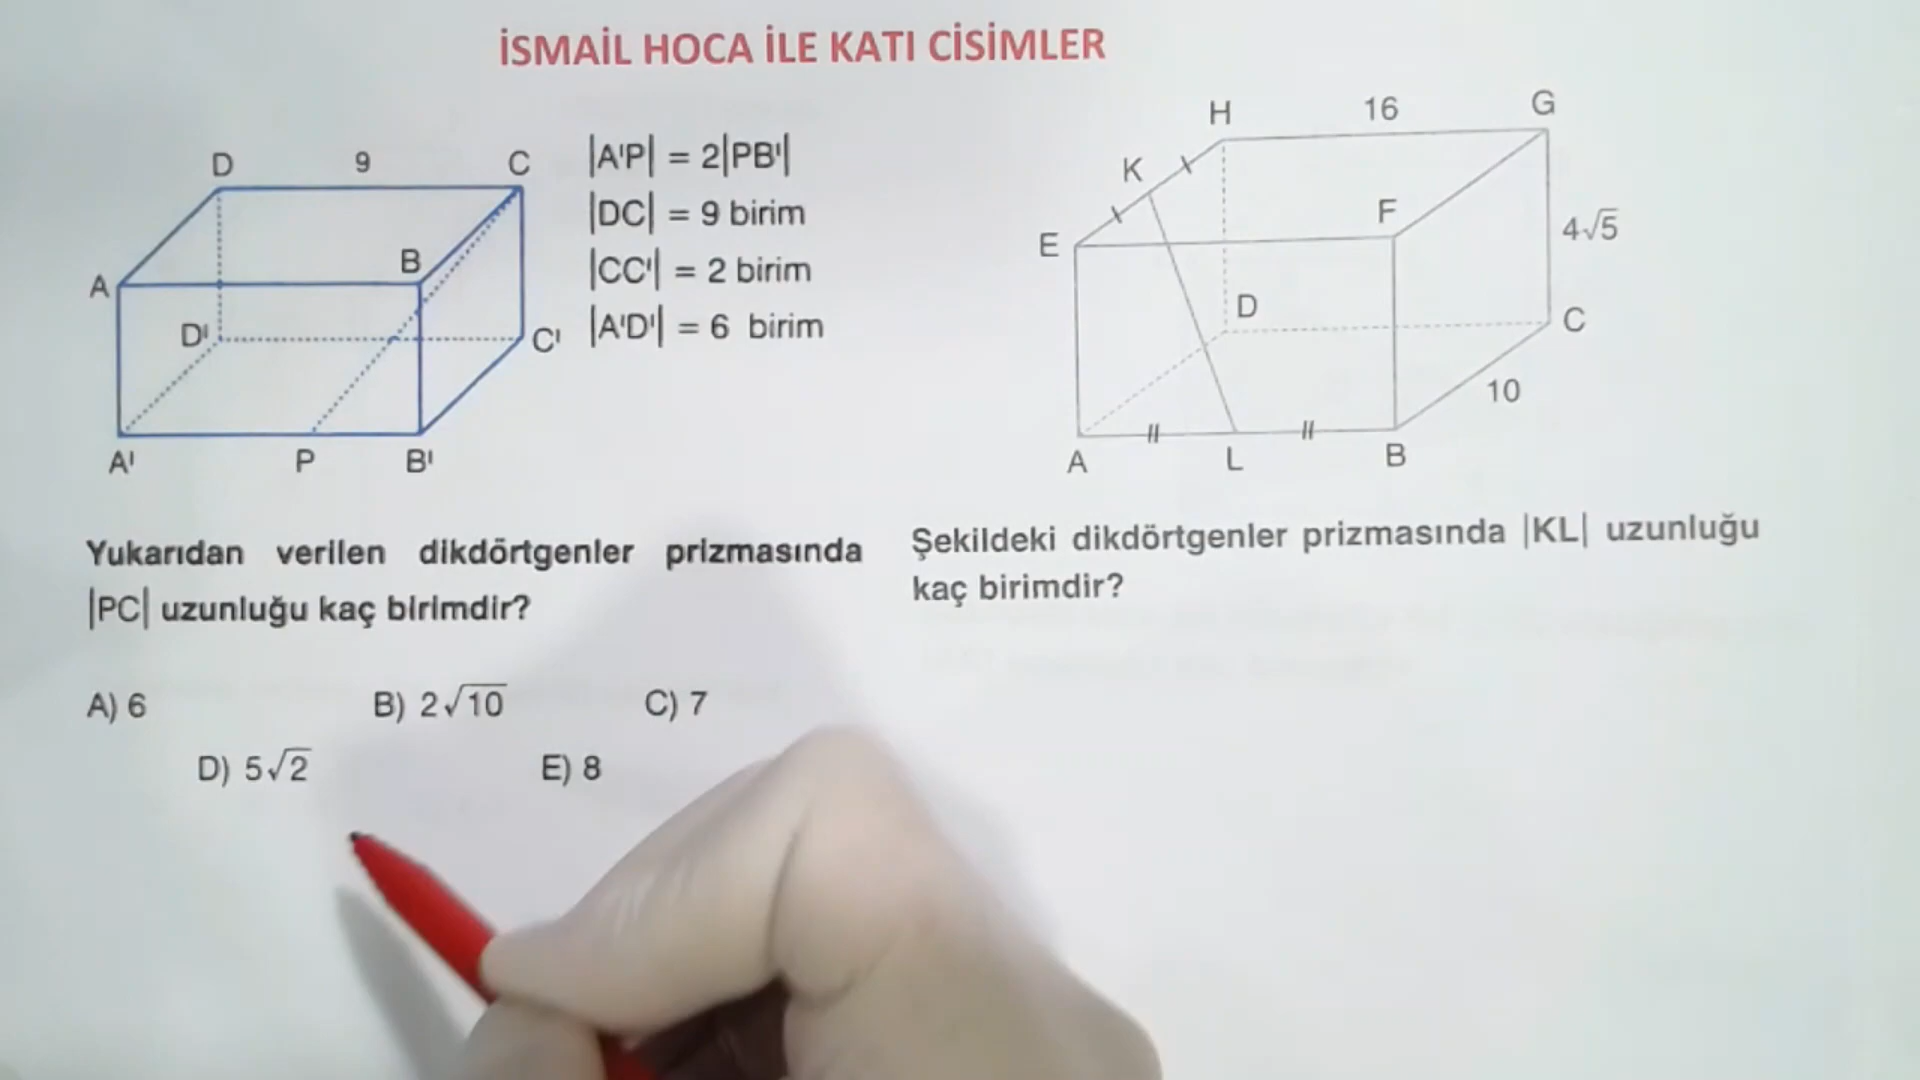 İSMAİL HOCA İLE KATI CİSİMLER
D 9 C
A B
D' C'
A' P B'
|A'P| = 2|PB'|
|DC| = 9 birim
|CC'| = 2 birim
|A'D'| = 6 birim
Yukarıdan verilen dikdörtgenler prizmasında
|PC| uzunluğu kaç birimdir?
A) 6 B) 2√10 C) 7
D) 5√2 E) 8
H 16 G
K
E F 4√5
D C
10
A L B
Şekildeki dikdörtgenler prizmasında |KL| uzunluğu
kaç birimdir?